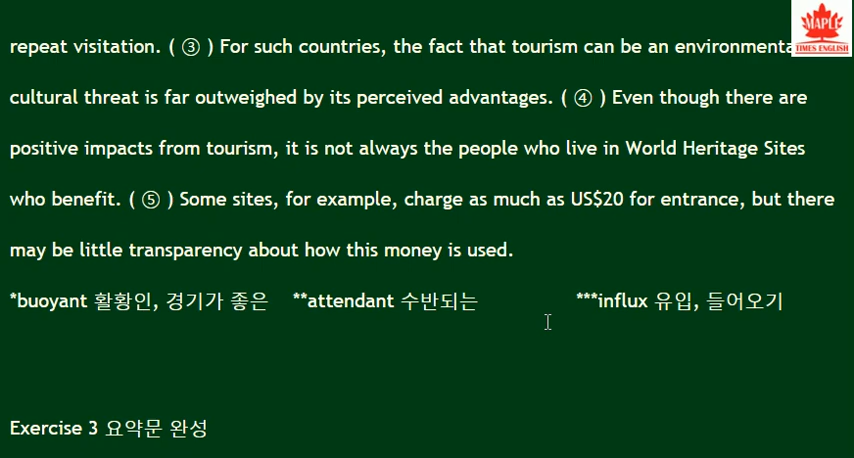 MAPLE
TIMES ENGLISH
repeat visitation. ( ③ ) For such countries, the fact that tourism can be an
cultural threat is far outweighed by its perceived advantages. ( ④ ) Even though there are
positive impacts from tourism, it is not always the people who live in World Heritage Sites
who benefit. ( ⑤ ) Some sites, for example, charge as much as US$20 for entrance, but there
may be little transparency about how this money is used.
*buoyant 활황인, 경기가 좋은 **attendant 수반되는 ***influx 유입, 들어오기
Exercise 3 요약문 완성